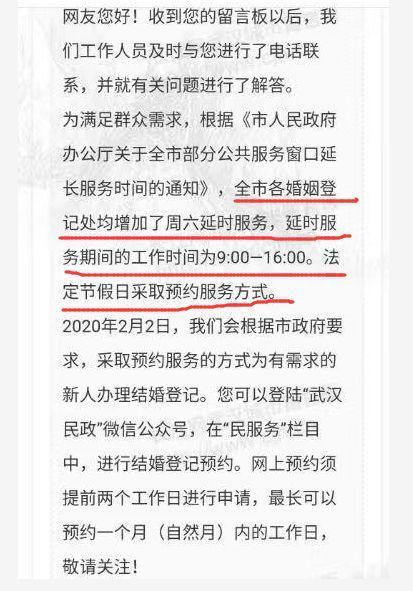 网友您好！收到您的留言板以后，我
们工作人员及时与您进行了电话联
系，并就有关问题进行了解答。
为满足群众需求，根据《市人民政府
办公厅关于全市部分公共服务窗口延
长服务时间的通知》，全市各婚姻登
记处均增加了周六延时服务，延时服
务期间的工作时间为9:00—16:00。法
定节假日采取预约服务方式。
2020年2月2日，我们会根据市政府要
求，采取预约服务的方式为有需求的
新人办理结婚登记。您可以登陆“武汉
民政”微信公众号，在“民服务”栏目
中，进行结婚登记预约。网上预约须
提前两个工作日进行申请，最长可以
预约一个月（自然月）内的工作日，
敬请关注！